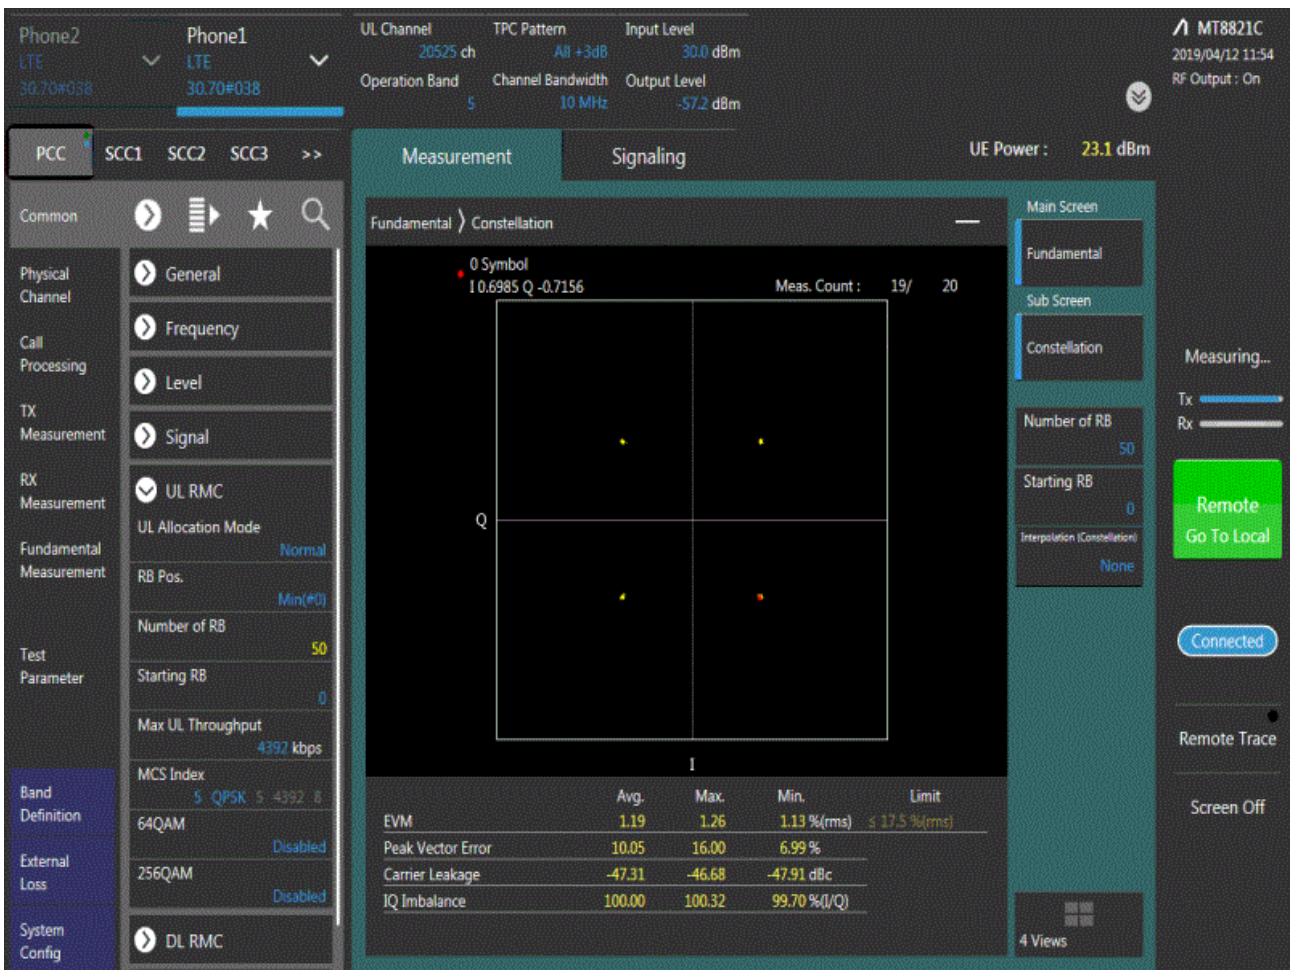 Phone2
LTE
30.70#038
Phone1
LTE
30.70#038
UL Channel
20525 ch
TPC Pattern
All +3dB
Input Level
30.0 dBm
Operation Band
5
Channel Bandwidth
10 MHz
Output Level
-57.2 dBm
MT8821C
2019/04/12 11:54
RF Output : On
PCC SCC1 SCC2 SCC3 >>
Measurement
Signaling
UE Power : 23.1 dBm
Common
Physical
Channel
Call
Processing
TX
Measurement
RX
Measurement
Fundamental
Measurement
Test
Parameter
Band
Definition
External
Loss
System
Config
General
Frequency
Level
Signal
UL RMC
UL Allocation Mode
Normal
RB Pos.
Min(#0)
Number of RB
50
Starting RB
0
Max UL Throughput
4392 kbps
MCS Index
5 QPSK 5 4392 8
64QAM
Disabled
256QAM
Disabled
DL RMC
Fundamental 〉 Constellation
0 Symbol
I 0.6985 Q -0.7156
Meas. Count : 19/ 20
Q
I
Avg. Max. Min. Limit
EVM 1.19 1.26 1.13 %(rms) ≤ 17.5 %(rms)
Peak Vector Error 10.05 16.00 6.99 %
Carrier Leakage -47.31 -46.68 -47.91 dBc
IQ Imbalance 100.00 100.32 99.70 %(I/Q)
Main Screen
Fundamental
Sub Screen
Constellation
Number of RB
50
Starting RB
0
Interpolation (Constellation)
None
4 Views
Measuring...
Tx
Rx
Remote
Go To Local
Connected
Remote Trace
Screen Off